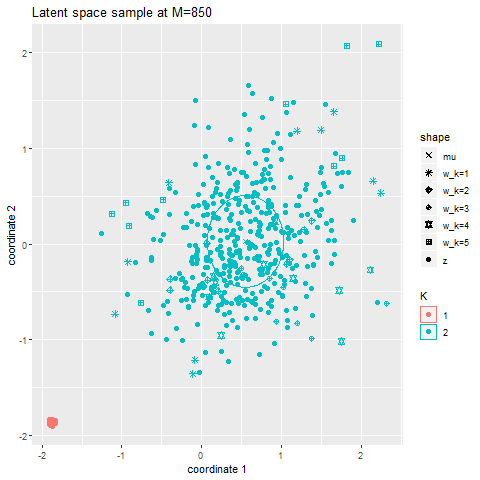 Latent space sample at M=850
2
1
0
-1
-2
coordinate 2
-2
-1
0
1
2
coordinate 1
shape
mu
w_k=1
w_k=2
w_k=3
w_k=4
w_k=5
z
K
1
2